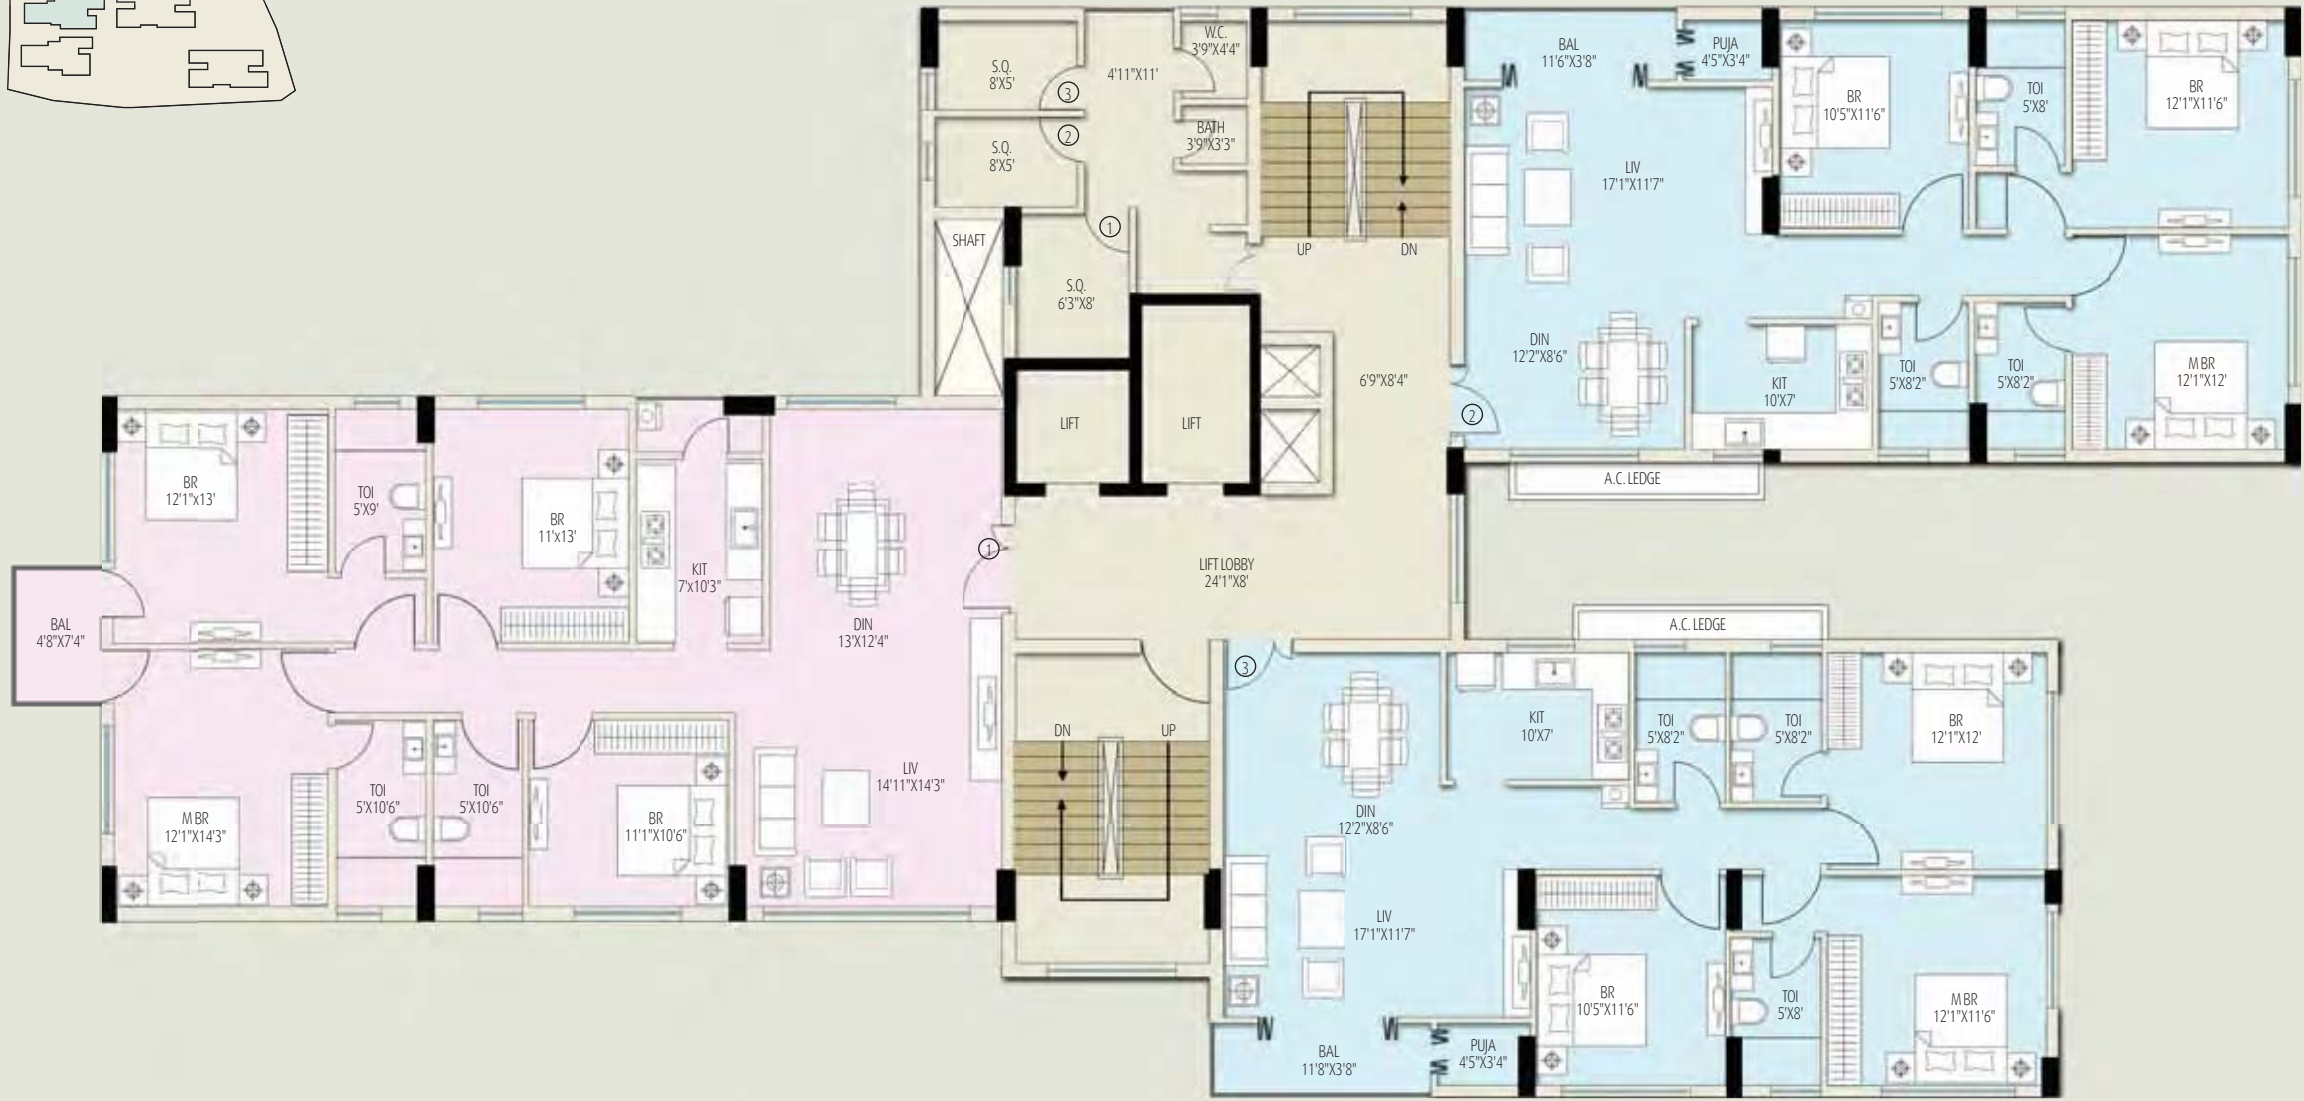 S.Q.
8'X5'
4'11"X11'
W.C.
3'9"X4'4"
3
2
S.Q.
8'X5'
BATH
3'9"X3'3"
1
SHAFT
S.Q.
6'3"X8'
UP
DN
LIFT
LIFT
6'9"X8'4"
LIFT LOBBY
24'1"X8'
DN
UP
BAL
11'6"X3'8"
PUJA
4'5"X3'4"
BR
10'5"X11'6"
TOI
5'X8'
BR
12'1"X11'6"
LIV
17'1"X11'7"
DIN
12'2"X8'6"
KIT
10'X7'
TOI
5'X8'2"
TOI
5'X8'2"
M BR
12'1"X12'
2
A.C. LEDGE
BR
12'1"x13'
TOI
5'X9'
BR
11'x13'
KIT
7'x10'3"
DIN
13'X12'4"
1
BAL
4'8"X7'4"
M BR
12'1"X14'3"
TOI
5'X10'6"
TOI
5'X10'6"
BR
11'1"X10'6"
LIV
14'11"X14'3"
A.C. LEDGE
3
KIT
10'X7'
TOI
5'X8'2"
TOI
5'X8'2"
BR
12'1"X12'
DIN
12'2"X8'6"
LIV
17'1"X11'7"
BR
10'5"X11'6"
TOI
5'X8'
M BR
12'1"X11'6"
BAL
11'8"X3'8"
PUJA
4'5"X3'4"